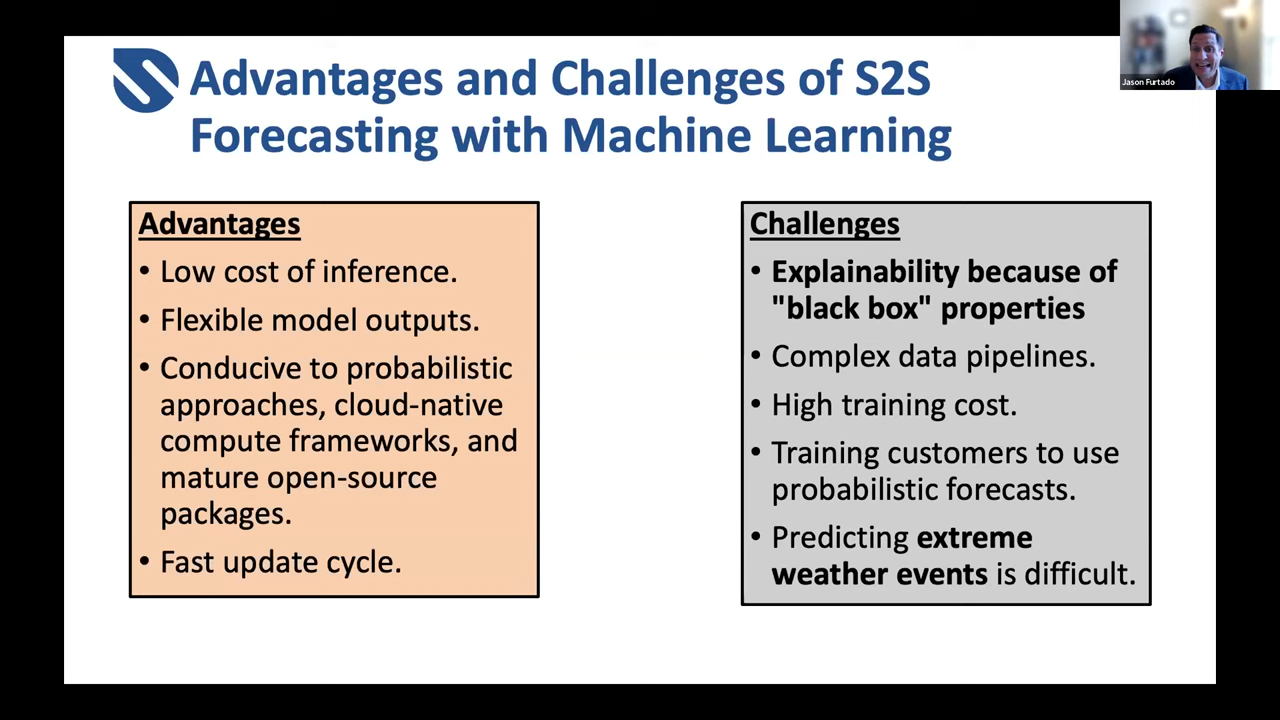 Advantages and Challenges of S2S
Forecasting with Machine Learning
Jason Furtado
Advantages
• Low cost of inference.
• Flexible model outputs.
• Conducive to probabilistic
approaches, cloud-native
compute frameworks, and
mature open-source
packages.
• Fast update cycle.
Challenges
• Explainability because of
"black box" properties
• Complex data pipelines.
• High training cost.
• Training customers to use
probabilistic forecasts.
• Predicting extreme
weather events is difficult.